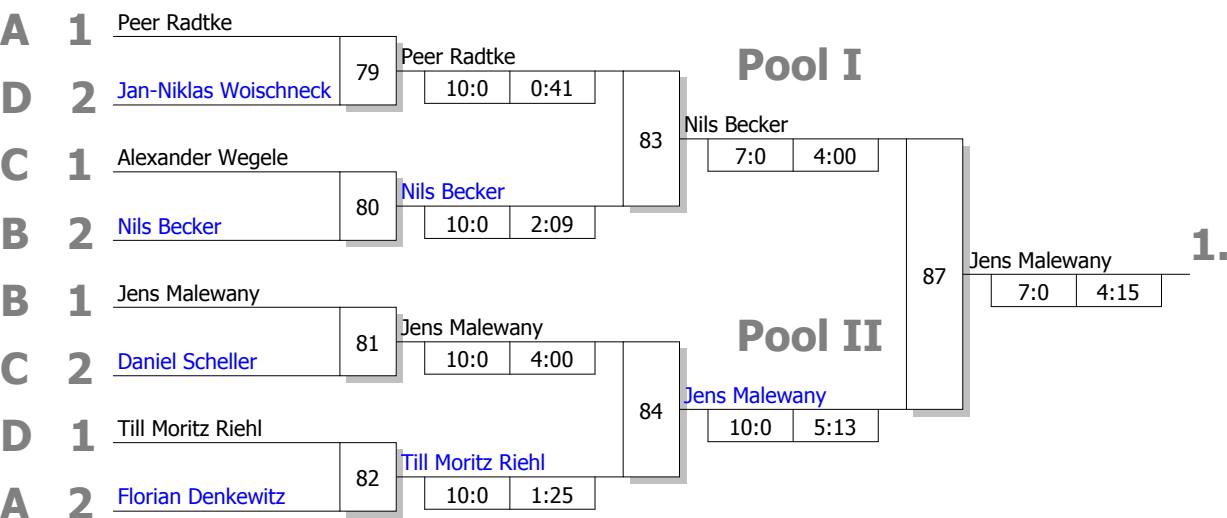 A 1 Peer Radtke
79
Peer Radtke
10:0 0:41
D 2 Jan-Niklas Woischneck
Pool I
83
Nils Becker
7:0 4:00
C 1 Alexander Wegele
80
Nils Becker
10:0 2:09
B 2 Nils Becker
87
Jens Malewany
1.
7:0 4:15
B 1 Jens Malewany
81
Jens Malewany
10:0 4:00
C 2 Daniel Scheller
Pool II
84
Jens Malewany
10:0 5:13
D 1 Till Moritz Riehl
82
Till Moritz Riehl
10:0 1:25
A 2 Florian Denkewitz